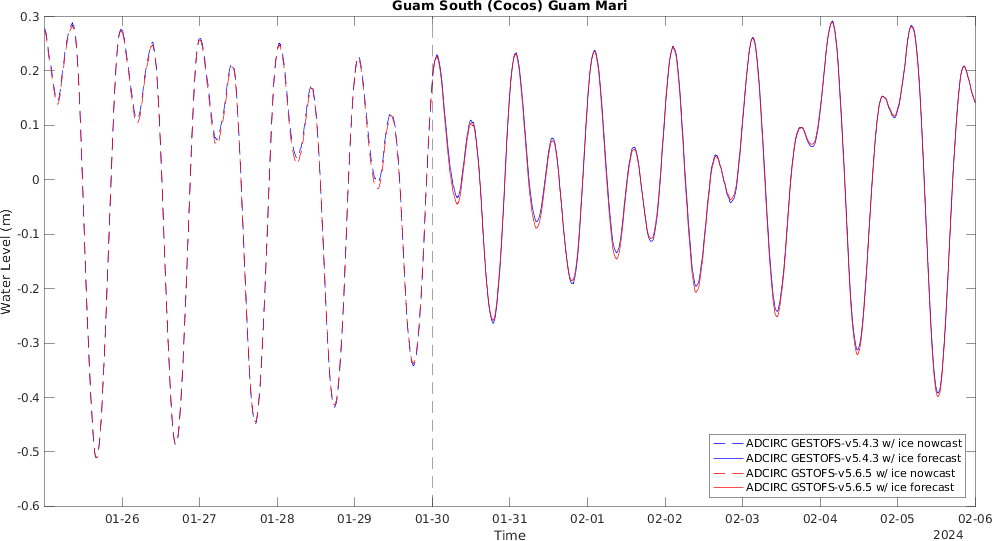 Guam South (Cocos) Guam Mari
Water Level (m)
0.3
0.2
0.1
0
-0.1
-0.2
-0.3
-0.4
-0.5
-0.6
ADCIRC GESTOFS-v5.4.3 w/ ice nowcast
ADCIRC GESTOFS-v5.4.3 w/ ice forecast
ADCIRC GSTOFS-v5.6.5 w/ ice nowcast
ADCIRC GSTOFS-v5.6.5 w/ ice forecast
01-26 01-27 01-28 01-29 01-30 01-31 02-01 02-02 02-03 02-04 02-05 02-06
Time
2024